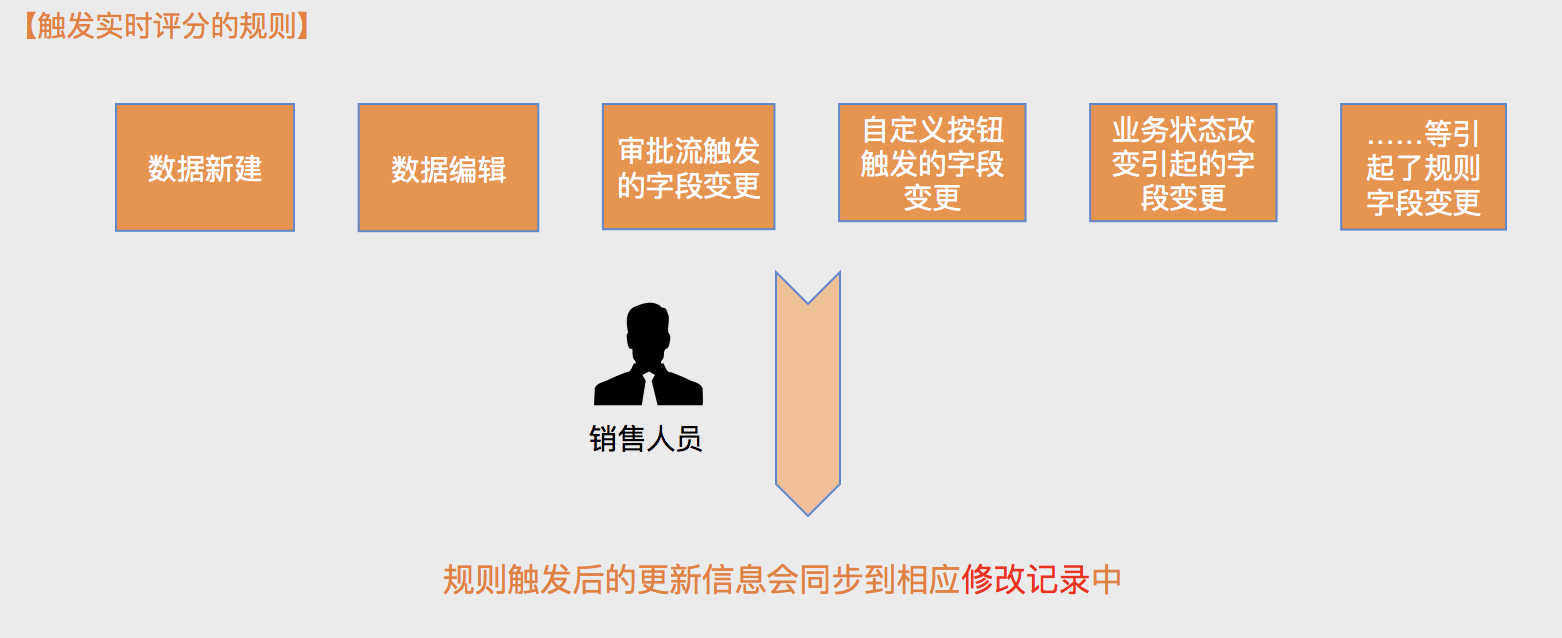 【触发实时评分的规则】
数据新建
数据编辑
审批流触发
的字段变更
自定义按钮
触发的字段
变更
业务状态改
变引起的字
段变更
……等引
起了规则
字段变更
销售人员
规则触发后的更新信息会同步到相应修改记录中